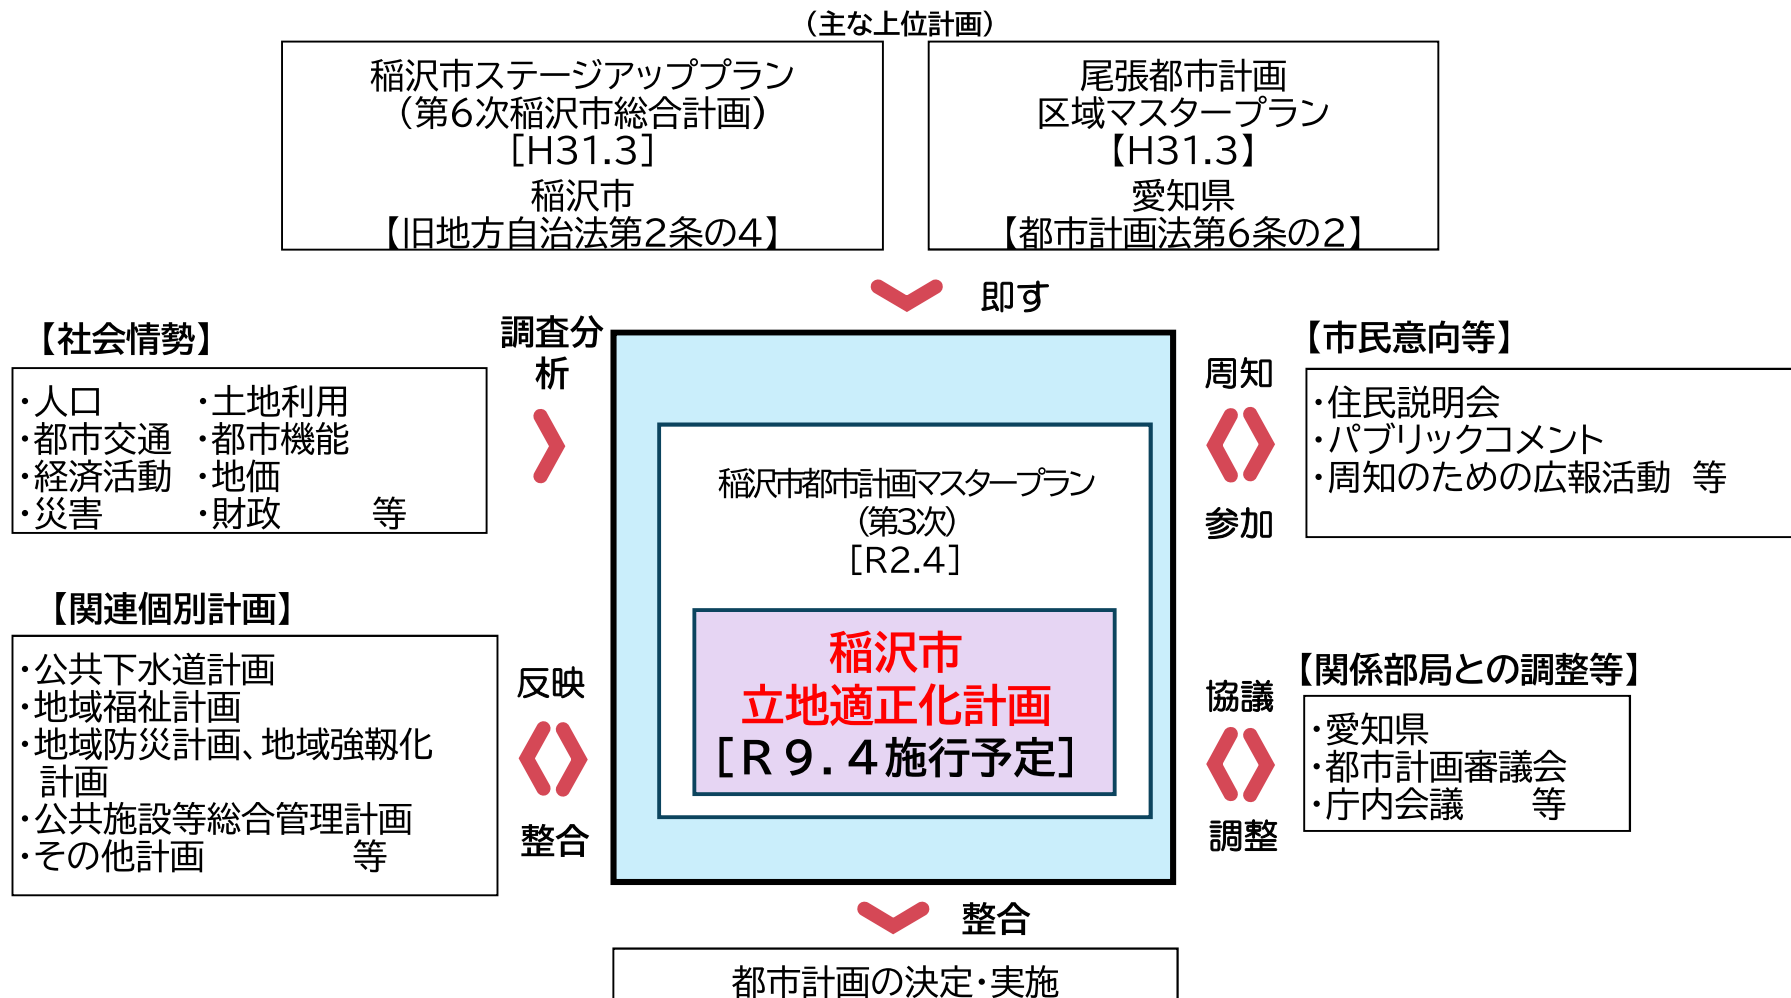 （主な上位計画）
稲沢市ステージアッププラン
（第６次稲沢市総合計画）
［H31.3］
稲沢市
【旧地方自治法第２条の４】
尾張都市計画
区域マスタープラン
【H31.3】
愛知県
【都市計画法第６条の２】
即す
【社会情勢】
・人口　・土地利用
・都市交通　・都市機能
・経済活動　・地価
・災害　・財政　等
調査分
析
【関連個別計画】
・公共下水道計画
・地域福祉計画
・地域防災計画、地域強靱化
計画
・公共施設等総合管理計画
・その他計画　等
反映
整合
稲沢市都市計画マスタープラン
（第３次）
［R2.4］
稲沢市
立地適正化計画
［Ｒ９．４施行予定］
周知
参加
【市民意向等】
・住民説明会
・パブリックコメント
・周知のための広報活動　等
協議
調整
【関係部局との調整等】
・愛知県
・都市計画審議会
・庁内会議　等
整合
都市計画の決定・実施